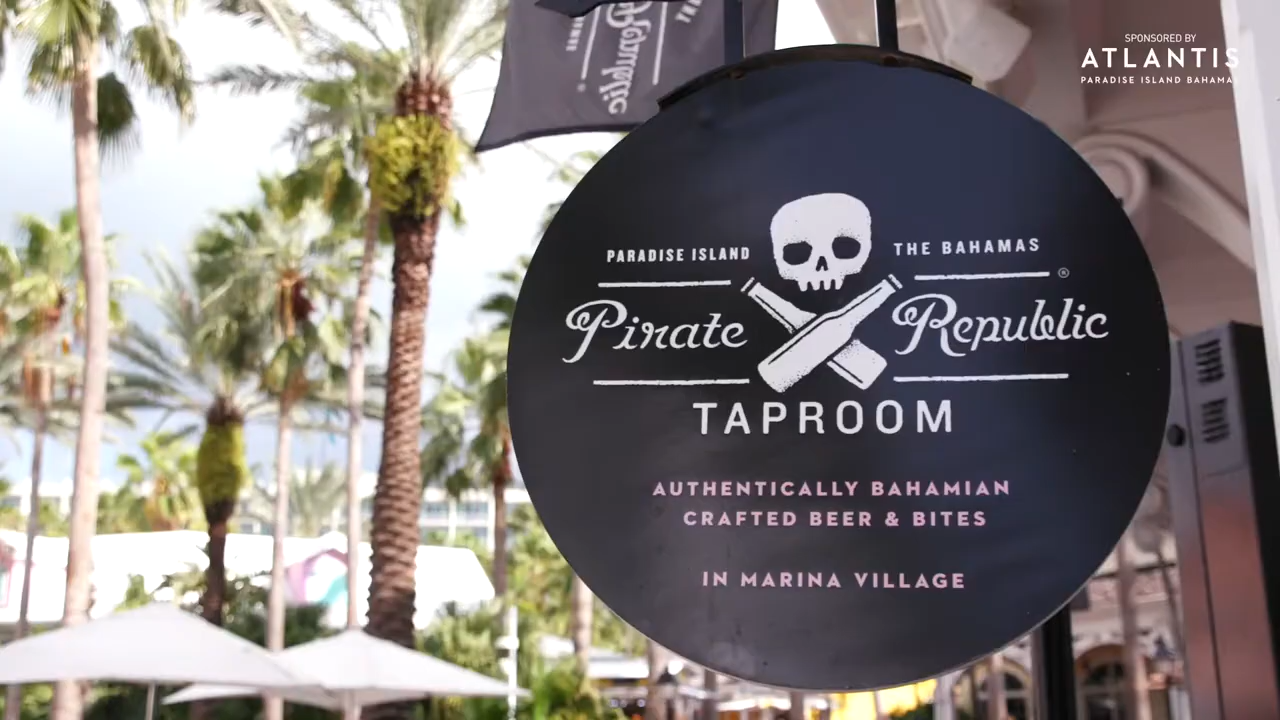 SPONSORED BY
ATLANTIS
PARADISE ISLAND BAHAMAS
Republic
PARADISE ISLAND
THE BAHAMAS
Pirate Republic ®
TAPROOM
AUTHENTICALLY BAHAMIAN
CRAFTED BEER & BITES
IN MARINA VILLAGE